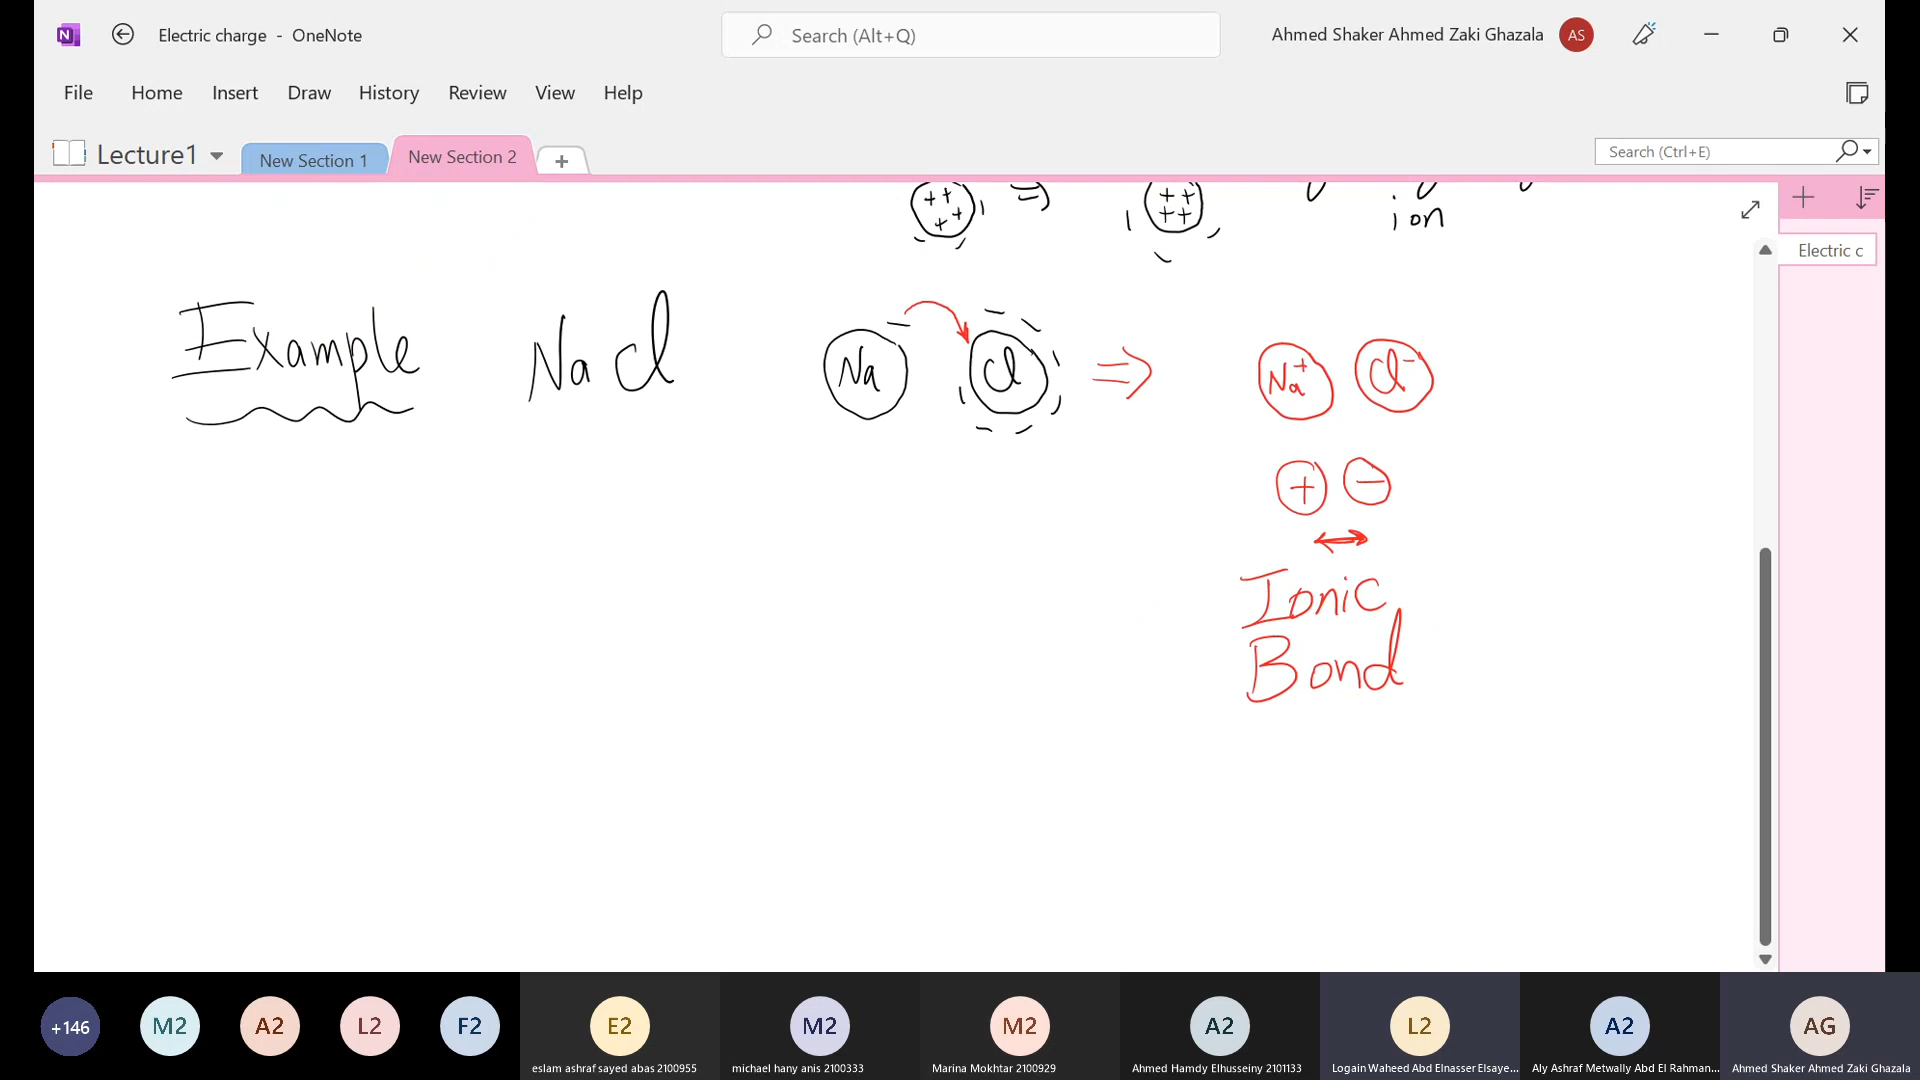 Electric charge - OneNote
Search (Alt+Q)
Ahmed Shaker Ahmed Zaki Ghazala
AS
File Home Insert Draw History Review View Help
Lecture1
New Section 1
New Section 2
+
Search (Ctrl+E)
Electric c
++
++
=>
++
++
ion
Example NaCl
Na Cl => Na+ Cl-
+ -
Ionic
Bond
+146 M2 A2 L2 F2 E2 M2 M2 A2 L2 A2 AG
eslam ashraf sayed abas 2100955
michael hany anis 2100333
Marina Mokhtar 2100929
Ahmed Hamdy Elhusseiny 2101133
Logain Waheed Abd Elnasser Elsaye...
Aly Ashraf Metwally Abd El Rahman...
Ahmed Shaker Ahmed Zaki Ghazala